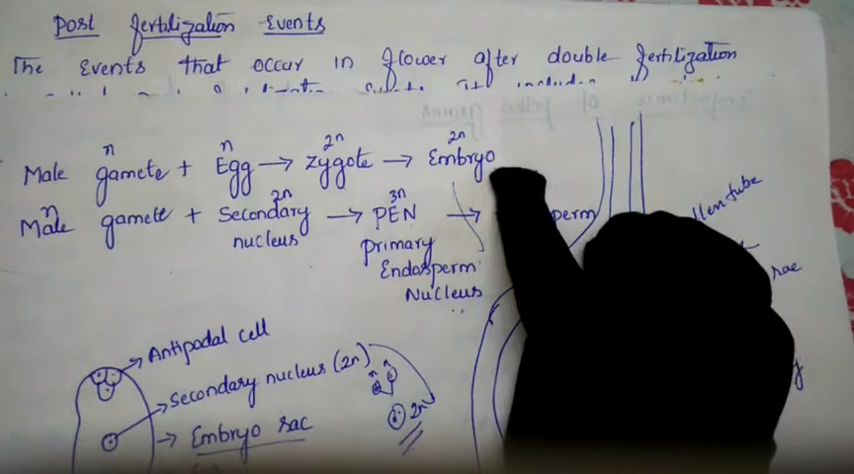 Post fertilization Events
The Events that occur in flower after double fertilization
n n 2n 2n
Male gamete + Egg → zygote → Embryo
n 2n 3n
Male gamete + Secondary nucleus → PEN → perm
Primary
Endosperm
Nucleus
llen tube
sac
Antipodal cell
Secondary nucleus (2n)
n n
2n
Embryo sac